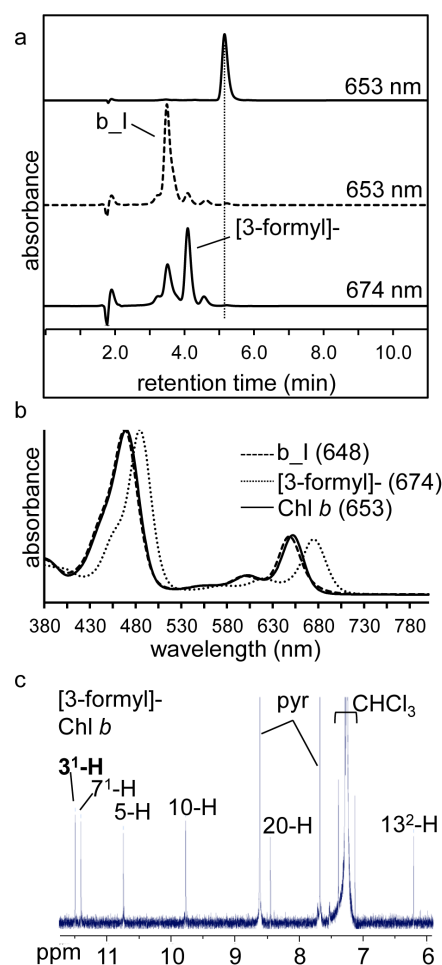 a
653 nm
b_I
653 nm
[3-formyl]-
674 nm
absorbance
2.0 4.0 6.0 8.0 10.0
retention time (min)
b
b_I (648)
[3-formyl]- (674)
Chl b (653)
absorbance
380 430 480 530 580 630 680 730 780
wavelength (nm)
c
[3-formyl]-
Chl b
pyr
CHCl₃
3¹-H
7¹-H
5-H
10-H
20-H
13²-H
ppm 11 10 9 8 7 6